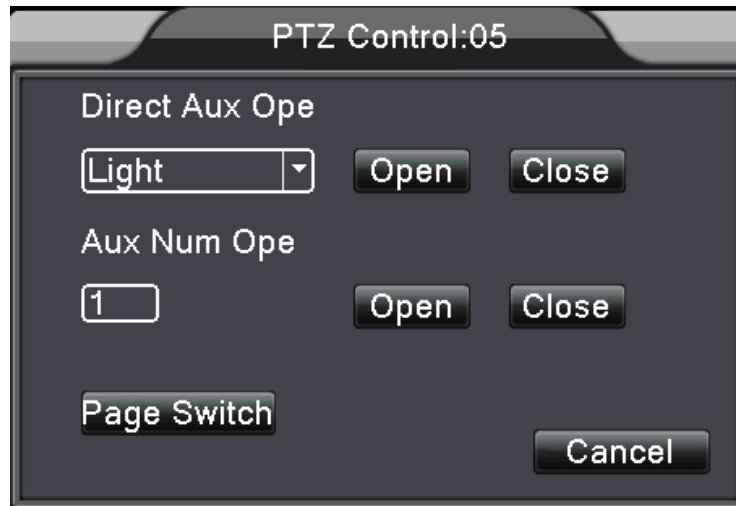 PTZ Control:05
Direct Aux Ope
Light Open Close
Aux Num Ope
1 Open Close
Page Switch
Cancel